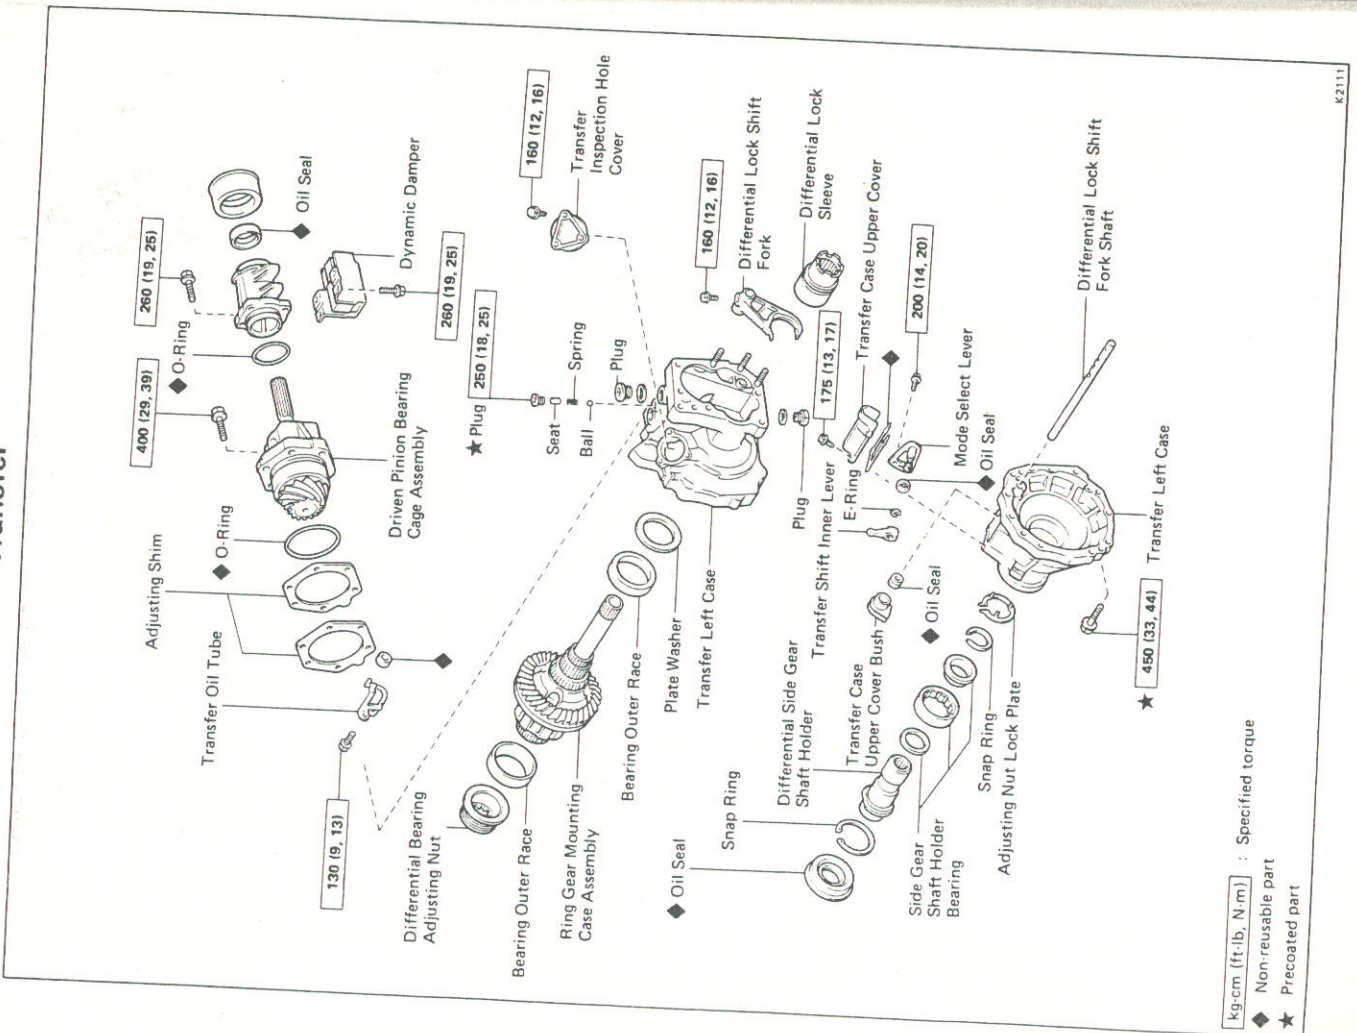 Transfer
260 (19, 25)
Oil Seal
400 (29, 39)
O-Ring
Dynamic Damper
260 (19, 25)
Adjusting Shim
O-Ring
Driven Pinion Bearing
Cage Assembly
160 (12, 16)
Transfer
Inspection Hole
Cover
Plug
250 (18, 25)
Seat
Spring
Ball
Plug
160 (12, 16)
Differential Lock Shift
Fork
Differential Lock
Sleeve
Transfer Oil Tube
130 (9, 13)
Differential Bearing
Adjusting Nut
Bearing Outer Race
Ring Gear Mounting
Case Assembly
Bearing Outer Race
Plate Washer
Transfer Left Case
Plug
175 (13, 17)
Transfer Case Upper Cover
200 (14, 20)
Transfer Shift Inner Lever
E-Ring
Mode Select Lever
Oil Seal
Differential Lock Shift
Fork Shaft
Oil Seal
Snap Ring
Differential Side Gear
Shaft Holder
Transfer Case
Upper Cover Bush
Oil Seal
Side Gear
Shaft Holder
Bearing
Snap Ring
Adjusting Nut Lock Plate
450 (33, 44)
Transfer Left Case
kg-cm (ft-lb, N·m) : Specified torque
◆ Non-reusable part
★ Precoated part
K2111